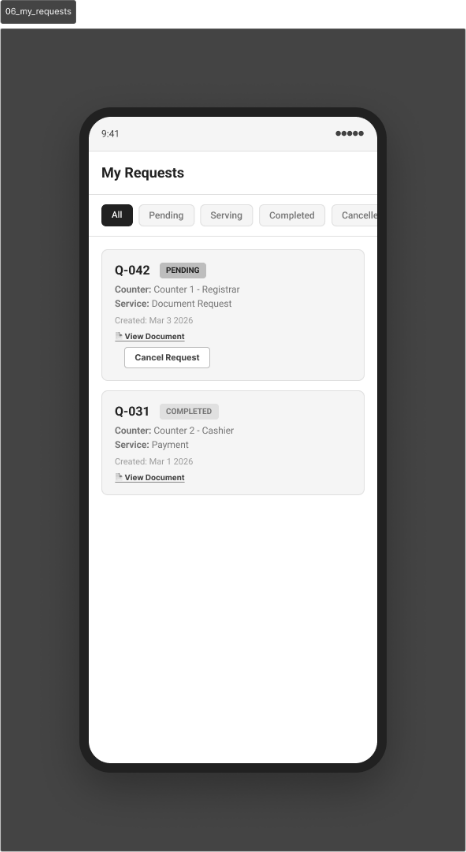 06_my_requests
9:41
My Requests
All Pending Serving Completed Cancelle
Q-042 PENDING
Counter: Counter 1 - Registrar
Service: Document Request
Created: Mar 3 2026
View Document
Cancel Request
Q-031 COMPLETED
Counter: Counter 2 - Cashier
Service: Payment
Created: Mar 1 2026
View Document